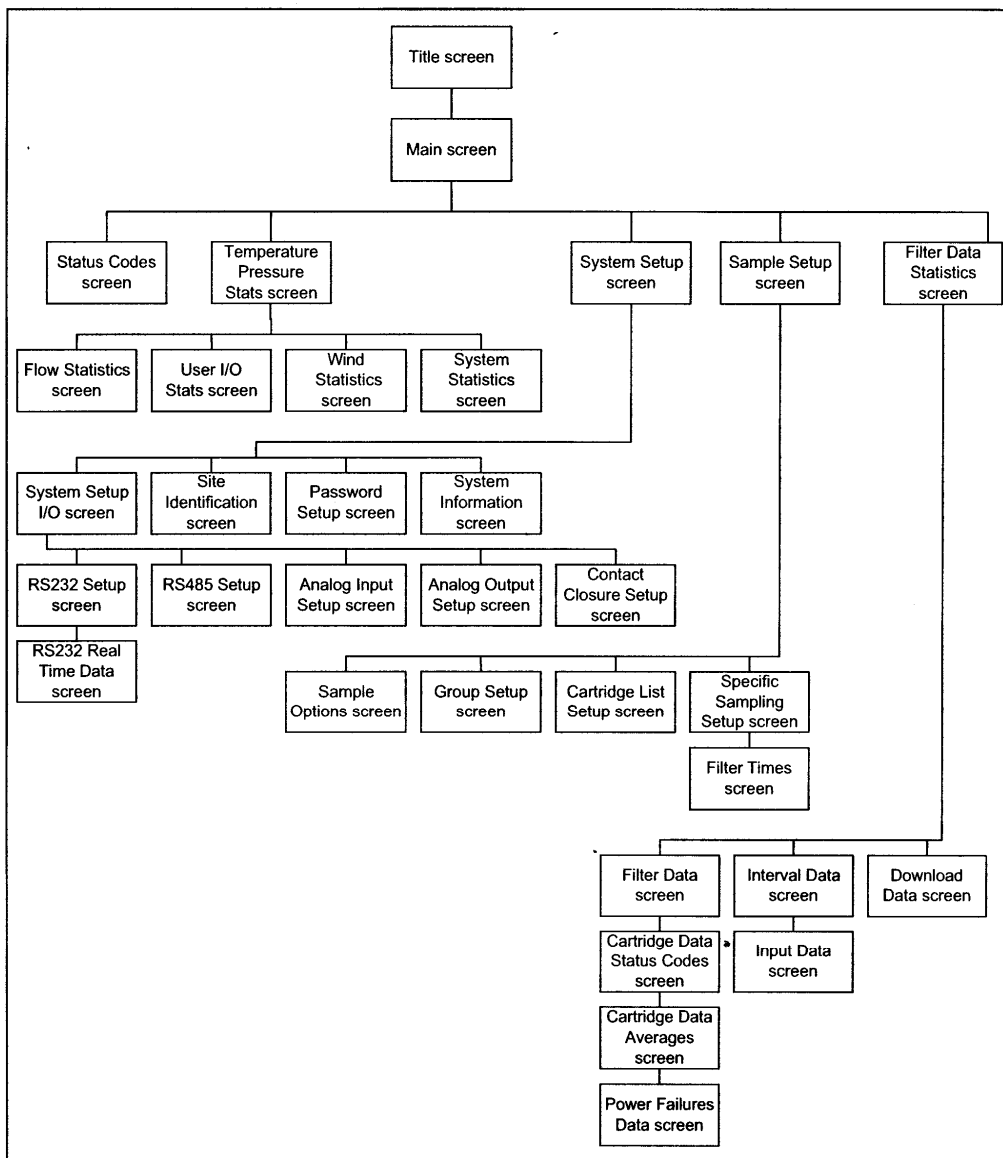 Title screen
Main screen
Status Codes
screen
Temperature
Pressure
Stats screen
System Setup
screen
Sample Setup
screen
Filter Data
Statistics
screen
Flow Statistics
screen
User I/O
Stats screen
Wind
Statistics
screen
System
Statistics
screen
System Setup
I/O screen
Site
Identification
screen
Password
Setup screen
System
Information
screen
RS232 Setup
screen
RS485 Setup
screen
Analog Input
Setup screen
Analog Output
Setup screen
Contact
Closure Setup
screen
RS232 Real
Time Data
screen
Sample
Options screen
Group Setup
screen
Cartridge List
Setup screen
Specific
Sampling
Setup screen
Filter Times
screen
Filter Data
screen
Interval Data
screen
Download
Data screen
Cartridge Data
Status Codes
screen
Input Data
screen
Cartridge Data
Averages
screen
Power Failures
Data screen